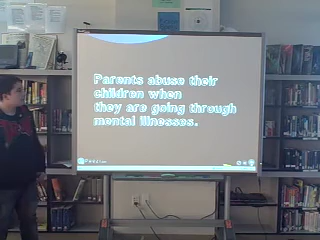 Parents abuse their
children when
they are going through
mental illnesses.